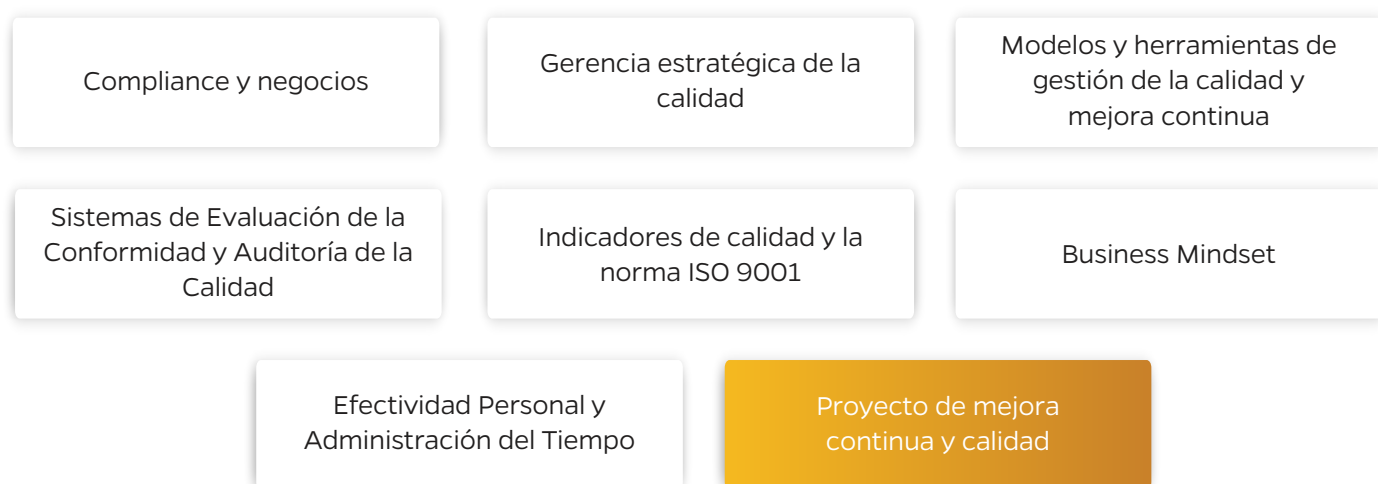 Compliance y negocios
Gerencia estratégica de la
calidad
Modelos y herramientas de
gestión de la calidad y
mejora continua
Sistemas de Evaluación de la
Conformidad y Auditoría de la
Calidad
Indicadores de calidad y la
norma ISO 9001
Business Mindset
Efectividad Personal y
Administración del Tiempo
Proyecto de mejora
continua y calidad